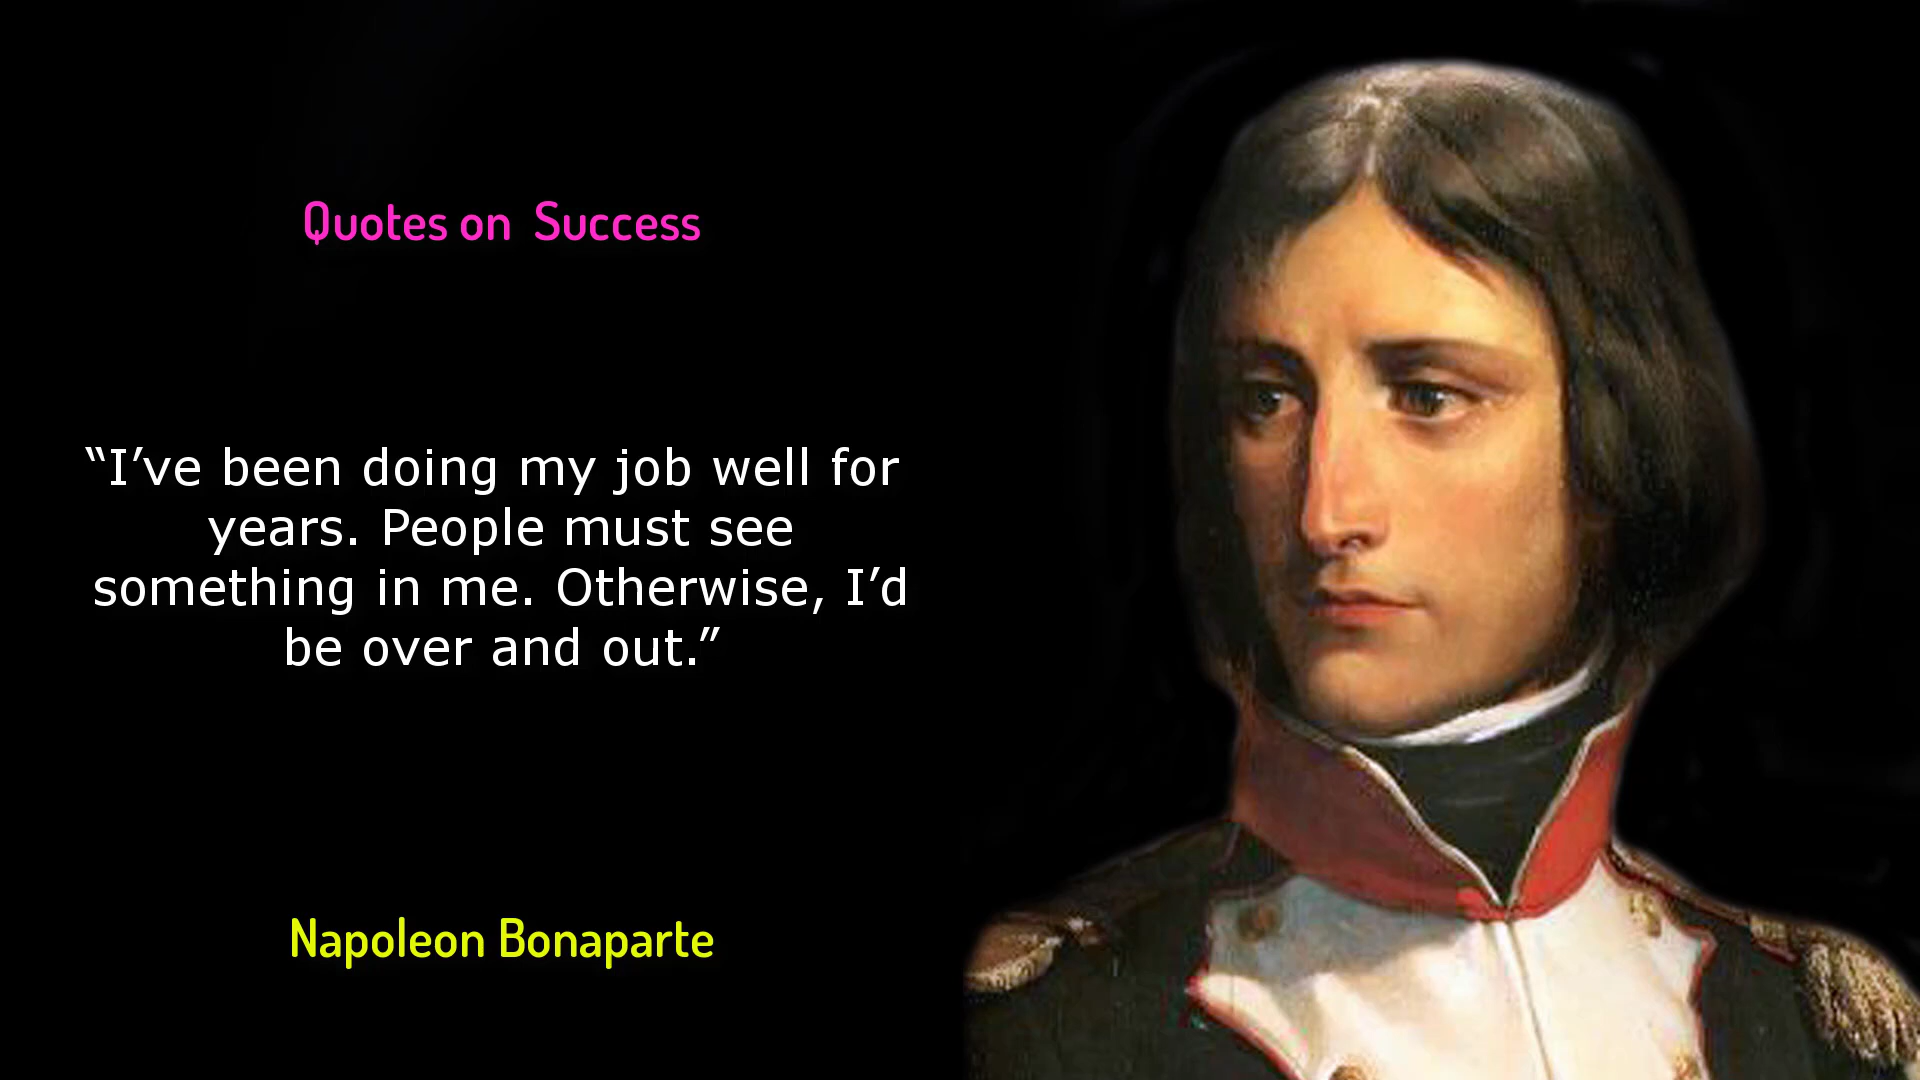 Quotes on  Success
“I’ve been doing my job well for
years. People must see
something in me. Otherwise, I’d
be over and out.”
Napoleon Bonaparte